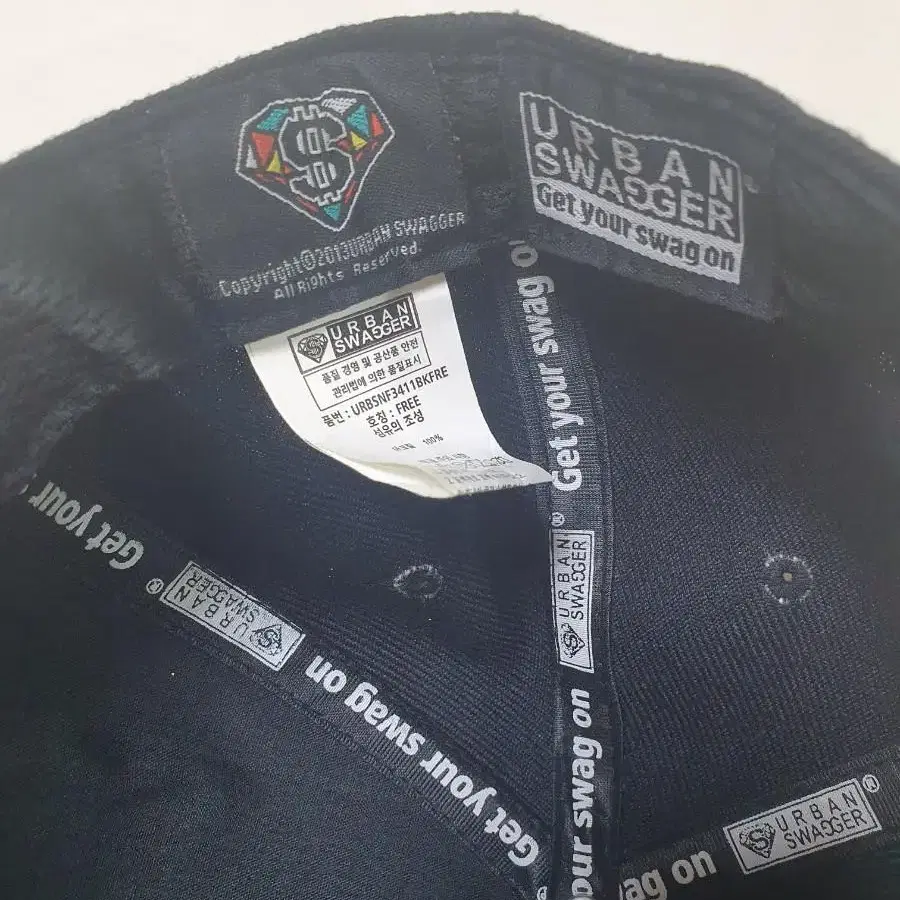 Copyright©2013URBAN SWAGGER
All Rights Reserved.
URBAN
SWAGGER
®
Get your swag on
URBAN
SWAGGER
품질 경영 및 공산품 안전
관리법에 의한 품질표시
품번 : URBSNF3411BKFRE
호칭 : FREE
섬유의 조성
100%
Get your swag on
®
URBAN
SWAGGER
our swag on
Get your
®
URBAN
SWAGGER
Get your swag on
ag on
URBAN
SWAGGER
®